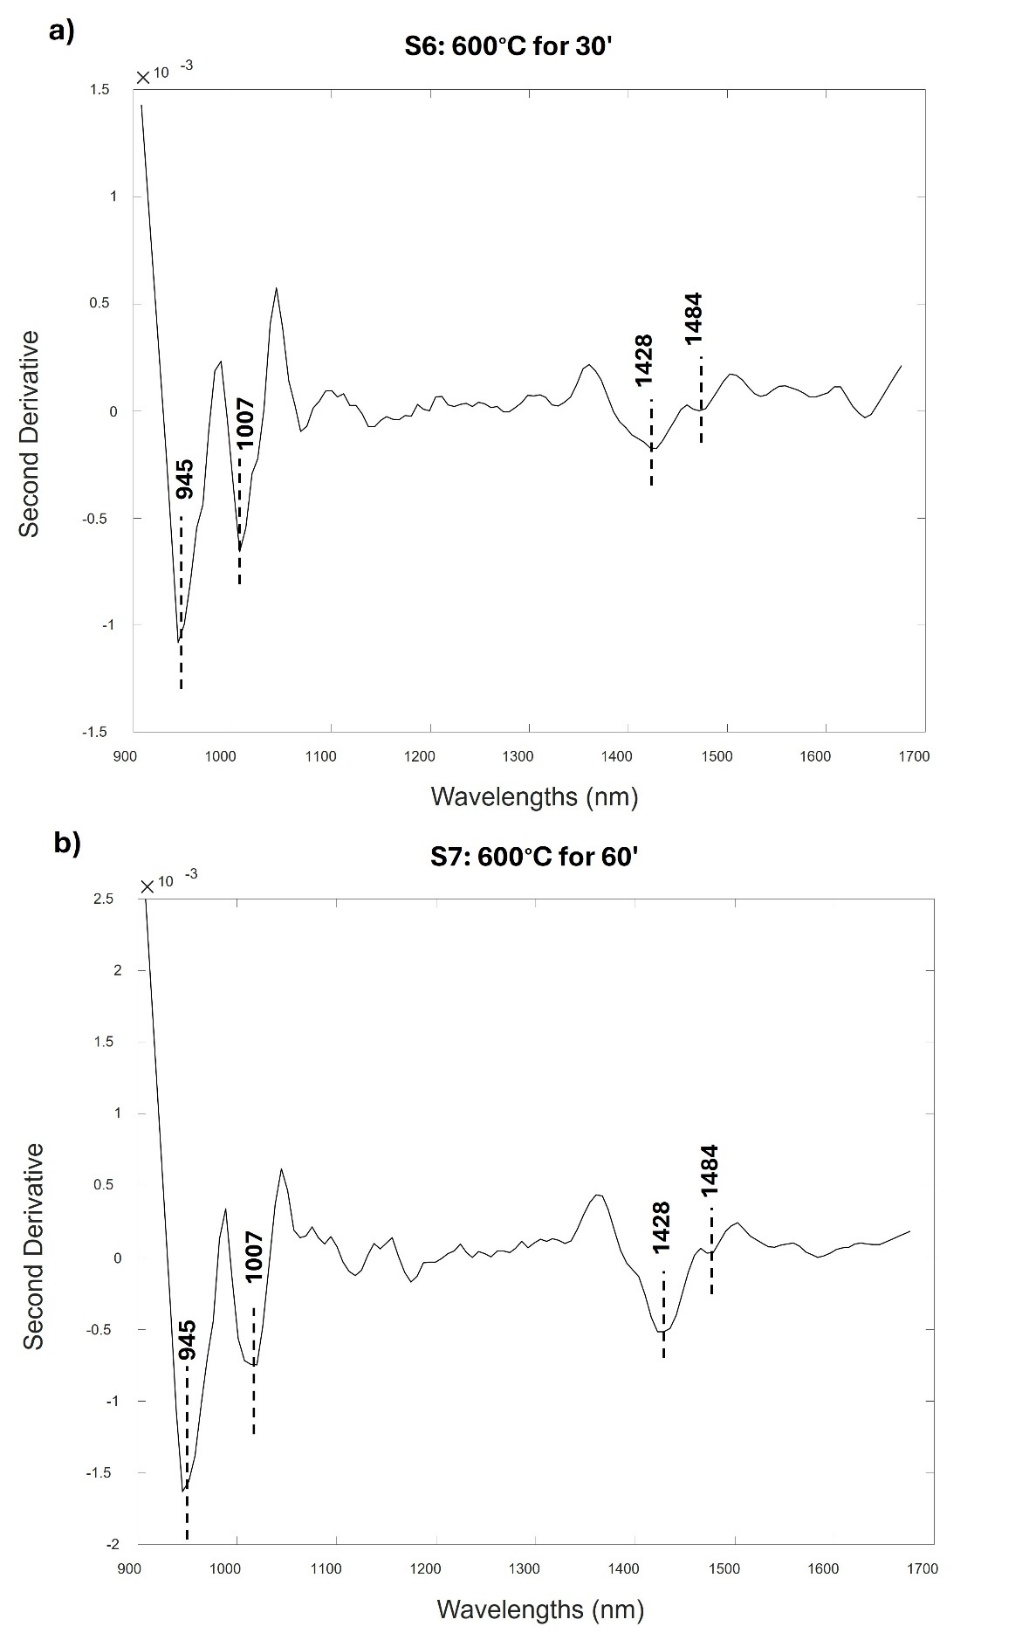 a)
S6: 600°C for 30'
× 10 -3
1.5
1
0.5
0
-0.5
-1
-1.5
945
1007
1428
1484
900 1000 1100 1200 1300 1400 1500 1600 1700
Second Derivative
Wavelengths (nm)
b)
S7: 600°C for 60'
× 10 -3
2.5
2
1.5
1
0.5
0
-0.5
-1
-1.5
-2
945
1007
1428
1484
900 1000 1100 1200 1300 1400 1500 1600 1700
Second Derivative
Wavelengths (nm)